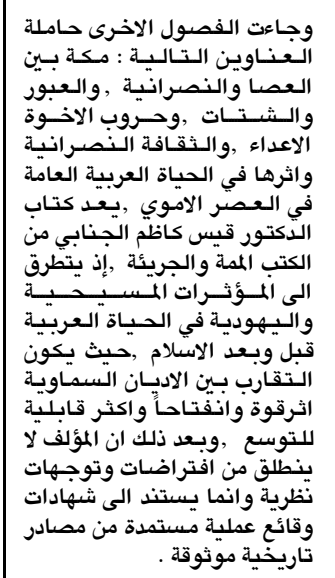 وجاءت الفصول الاخرى حاملة
العناوين التالية : مكة بين
العصا والنصرانية ,والعبور
والشتات ,وحروب الاخوة
الاعداء ,والثقافة النصرانية
واثرها في الحياة العربية العامة
في العصر الاموي ,يعد كتاب
الدكتور قيس كاظم الجنابي من
الكتب المة والجريئة ,إذ يتطرق
الى المؤثرات المسيحية
واليهودية في الحياة العربية
قبل وبعد الاسلام ,حيث يكون
التقارب بين الاديان السماوية
اثرقوة وانفتاحاً واكثر قابلية
للتوسع ,وبعد ذلك ان المؤلف لا
ينطلق من افتراضات وتوجهات
نظرية وانما يستند الى شهادات
وقائع عملية مستمدة من مصادر
تاريخية موثوقة .